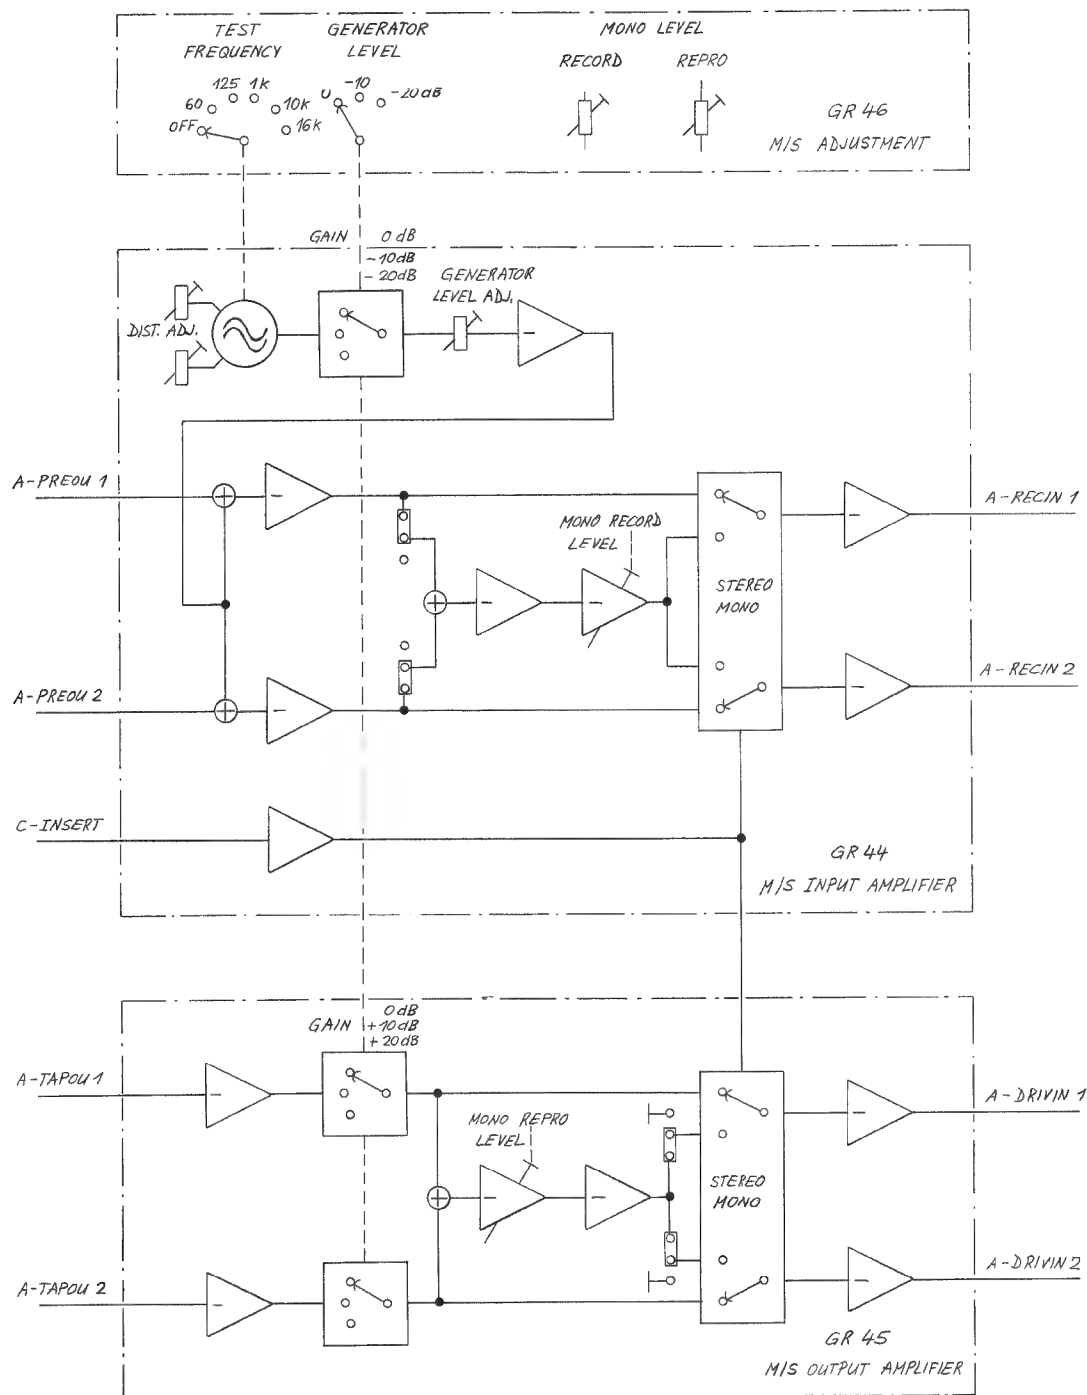 TEST
FREQUENCY
GENERATOR
LEVEL
MONO LEVEL
RECORD
REPRO
OFF
60
125
1k
10k
16k
0
-10
-20dB
GR 46
M/S ADJUSTMENT
GAIN
0 dB
-10dB
-20dB
GENERATOR
LEVEL ADJ.
DIST. ADJ.
A-PREOU 1
MONO RECORD
LEVEL
STEREO
MONO
A-RECIN 1
A-PREOU 2
A-RECIN 2
C-INSERT
GR 44
M/S INPUT AMPLIFIER
GAIN
0dB
+10dB
+20dB
A-TAPOU 1
MONO REPRO
LEVEL
STEREO
MONO
A-DRIVIN 1
A-TAPOU 2
A-DRIVIN 2
GR 45
M/S OUTPUT AMPLIFIER